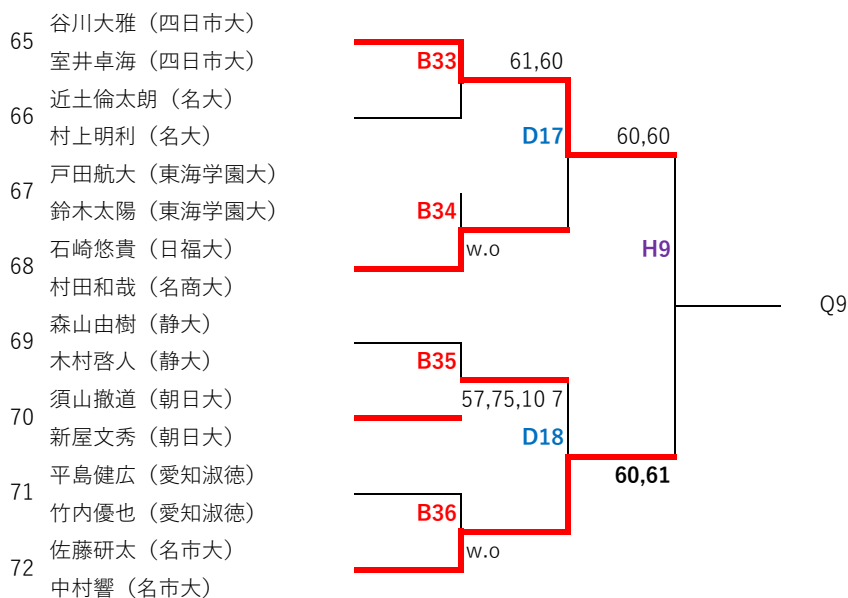 65 谷川大雅（四日市大）
室井卓海（四日市大）
B33
61,60
66 近土倫太朗（名大）
村上明利（名大）
D17
60,60
67 戸田航大（東海学園大）
鈴木太陽（東海学園大）
B34
68 石崎悠貴（日福大）
w.o
H9
村田和哉（名商大）
Q9
69 森山由樹（静大）
木村啓人（静大）
B35
70 須山撤道（朝日大）
57,75,10 7
新屋文秀（朝日大）
D18
71 平島健広（愛知淑徳）
60,61
竹内優也（愛知淑徳）
B36
72 佐藤研太（名市大）
w.o
中村響（名市大）